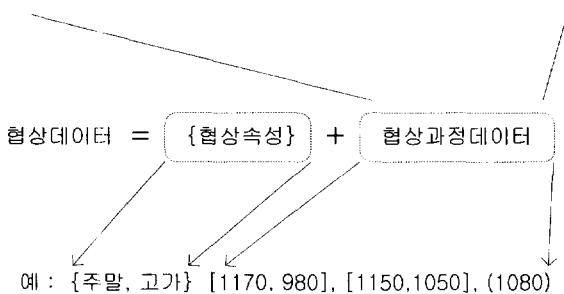 협상데이터 = {협상속성} + 협상과정데이터
예 : {주말, 고가} [1170, 980], [1150,1050], (1080)